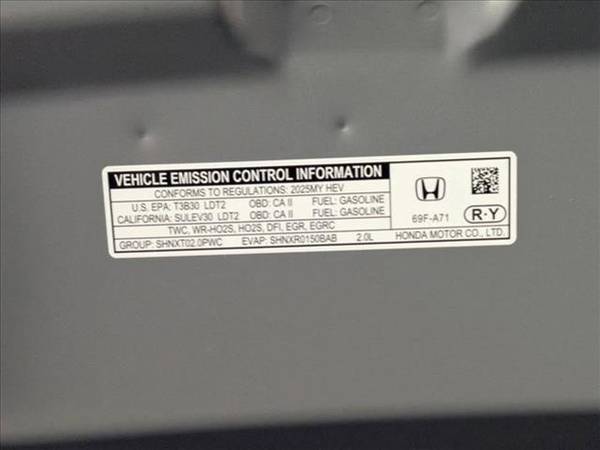 VEHICLE EMISSION CONTROL INFORMATION
CONFORMS TO REGULATIONS: 2025MY HEV
U.S. EPA: T3B30 LDT2 OBD: CA II FUEL: GASOLINE
CALIFORNIA: SULEV30 LDT2 OBD: CA II FUEL: GASOLINE
TWC, WR-HO2S, HO2S, DFI, EGR, EGRC
GROUP: SHNXT02.0PWC EVAP: SHNXR0150BAB 2.0L
69F-A71
R-Y
HONDA MOTOR CO., LTD.